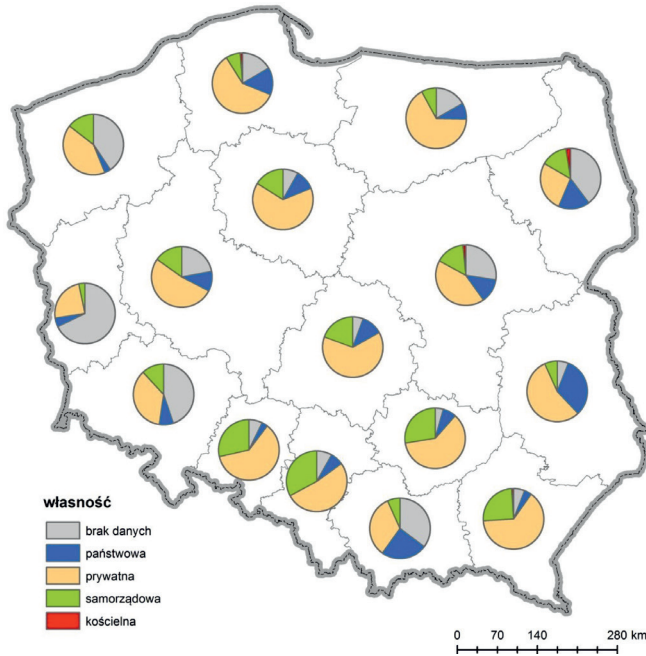 własność
brak danych
państwowa
prywatna
samorządowa
kościelna
0 70 140 280 km